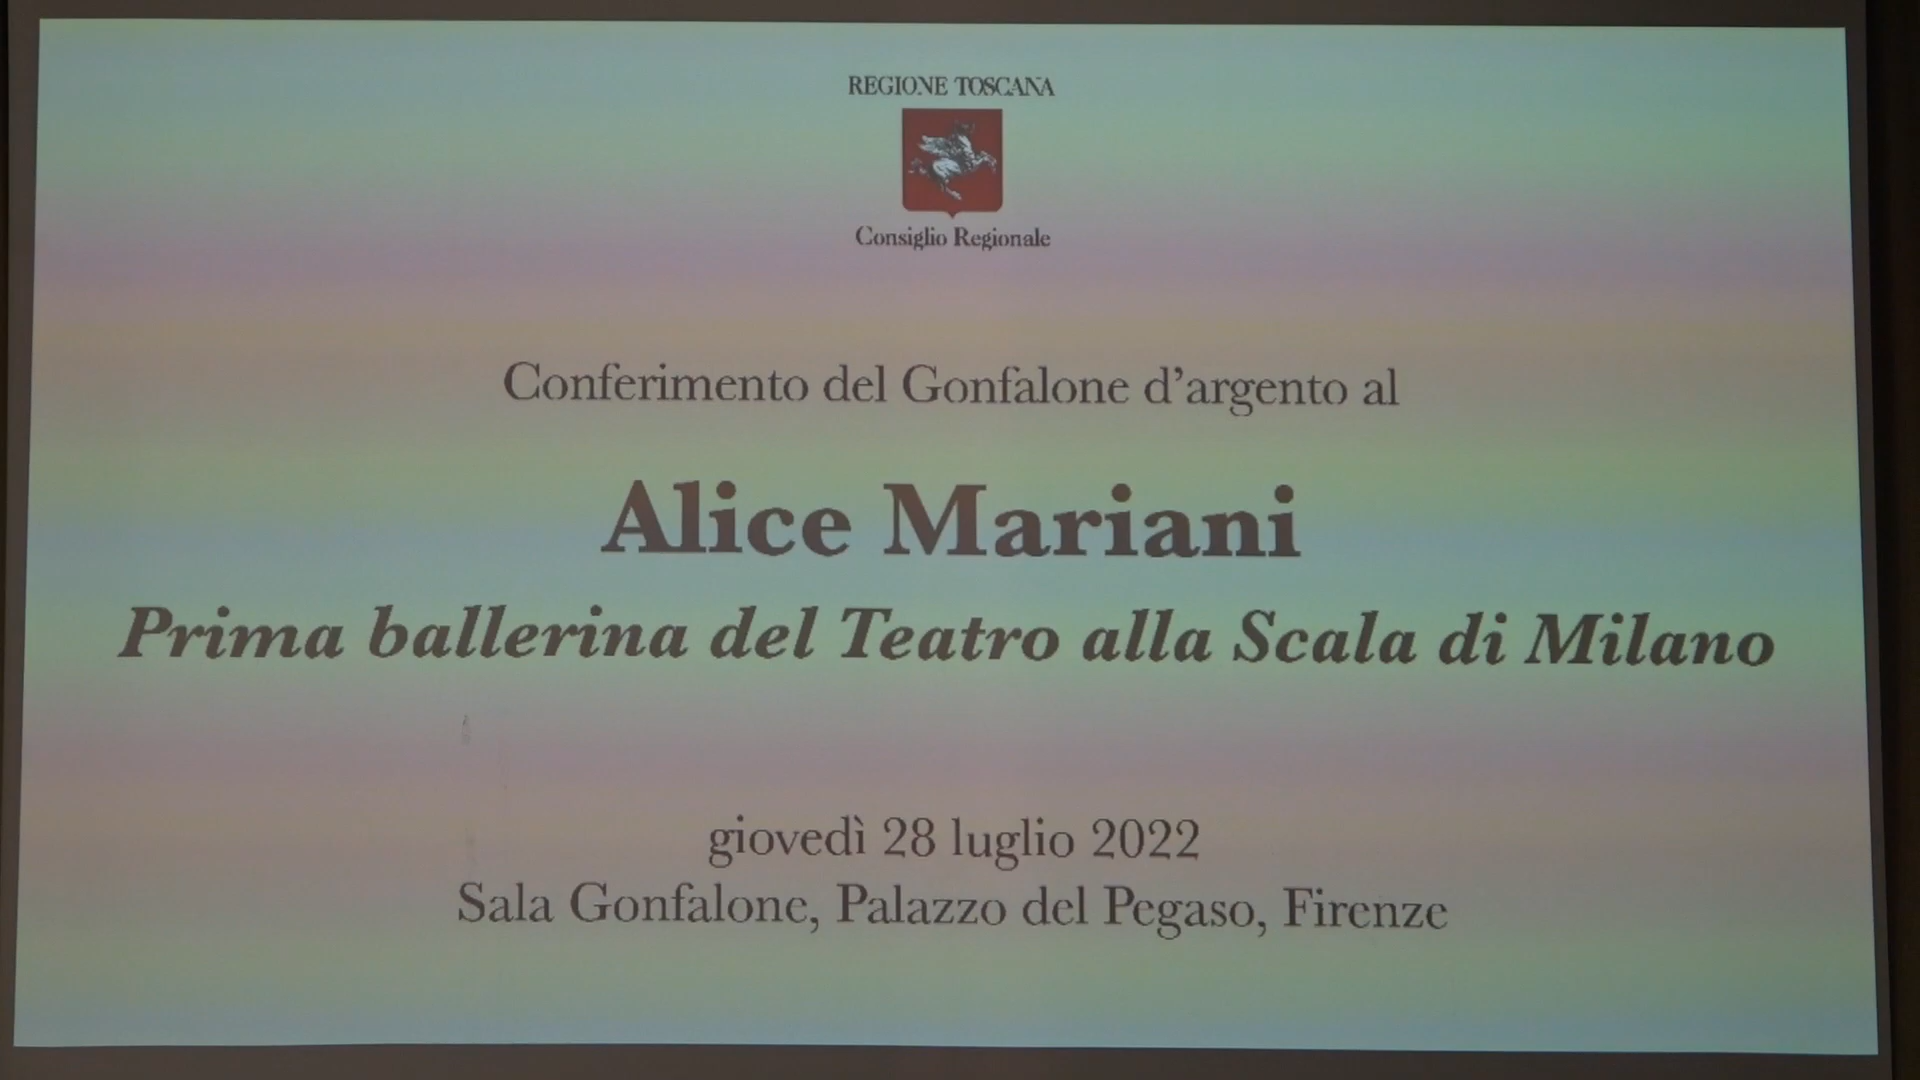 REGIONE TOSCANA
Consiglio Regionale
Conferimento del Gonfalone d'argento al
Alice Mariani
Prima ballerina del Teatro alla Scala di Milano
giovedì 28 luglio 2022
Sala Gonfalone, Palazzo del Pegaso, Firenze